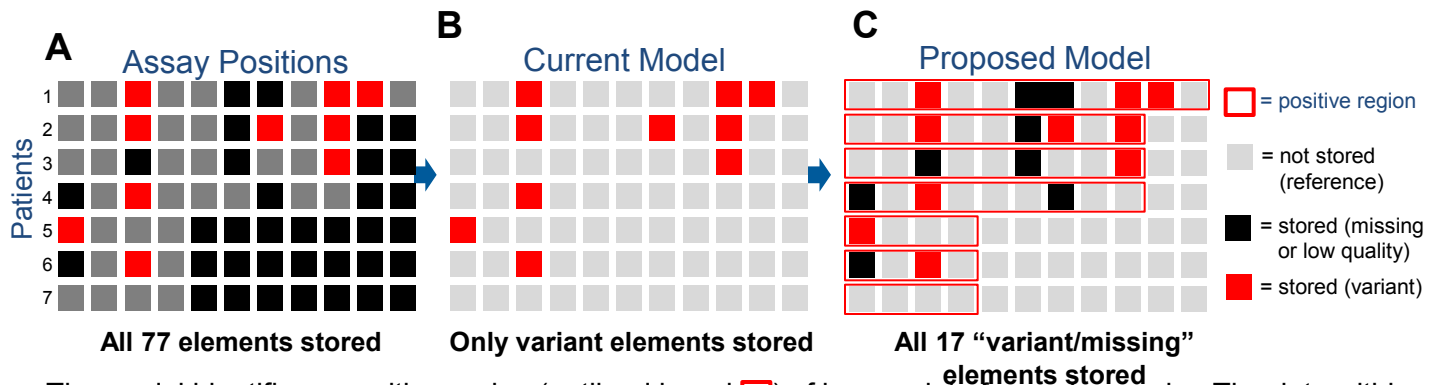 A
B
C
Assay Positions
Current Model
Proposed Model
Patients
1
2
3
4
5
6
7
= positive region
= not stored
(reference)
= stored (missing
or low quality)
= stored (variant)
All 77 elements stored
Only variant elements stored
All 17 “variant/missing”
elements stored